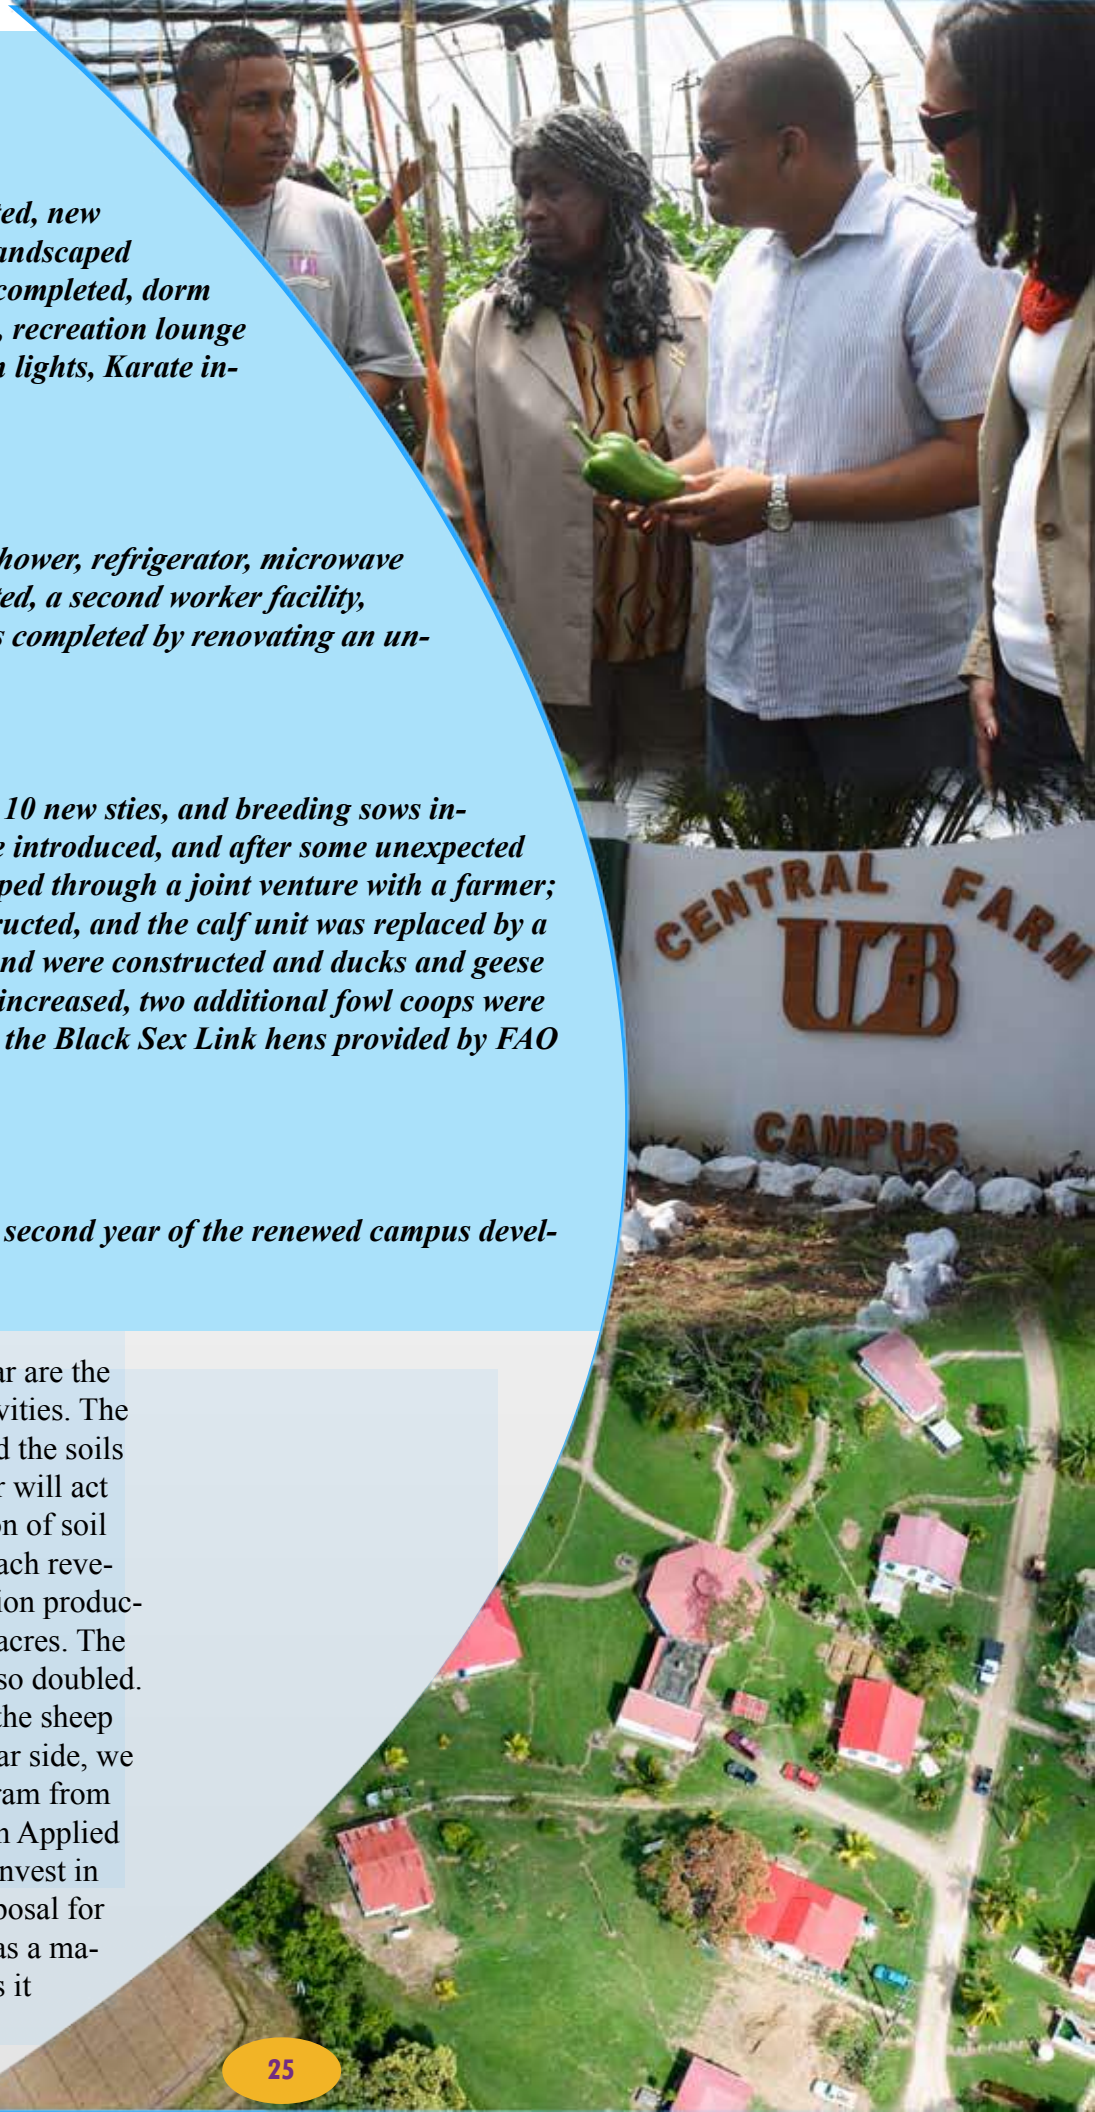 ted, new
andscaped
completed, dorm
, recreation lounge
n lights, Karate in-
hower, refrigerator, microwave
ted, a second worker facility,
s completed by renovating an un-
10 new sties, and breeding sows in-
e introduced, and after some unexpected
ped through a joint venture with a farmer;
ructed, and the calf unit was replaced by a
nd were constructed and ducks and geese
increased, two additional fowl coops were
the Black Sex Link hens provided by FAO
second year of the renewed campus devel-
CENTRAL FARM
UB
CAMPUS
ar are the
vities. The
d the soils
r will act
on of soil
ach reve-
ion produc-
acres. The
so doubled.
the sheep
ar side, we
ram from
n Applied
nvest in
posal for
as a ma-
s it
25